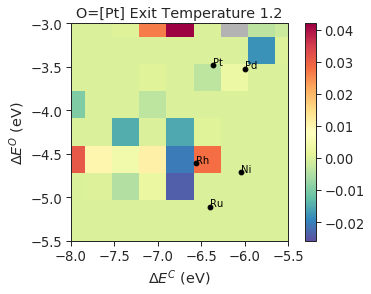 O=[Pt] Exit Temperature 1.2
−3.0
−3.5
−4.0
−4.5
−5.0
−5.5
ΔE^O (eV)
Pt
Pd
Rh
Ni
Ru
−8.0 −7.5 −7.0 −6.5 −6.0 −5.5
ΔE^C (eV)
0.04
0.03
0.02
0.01
0.00
−0.01
−0.02